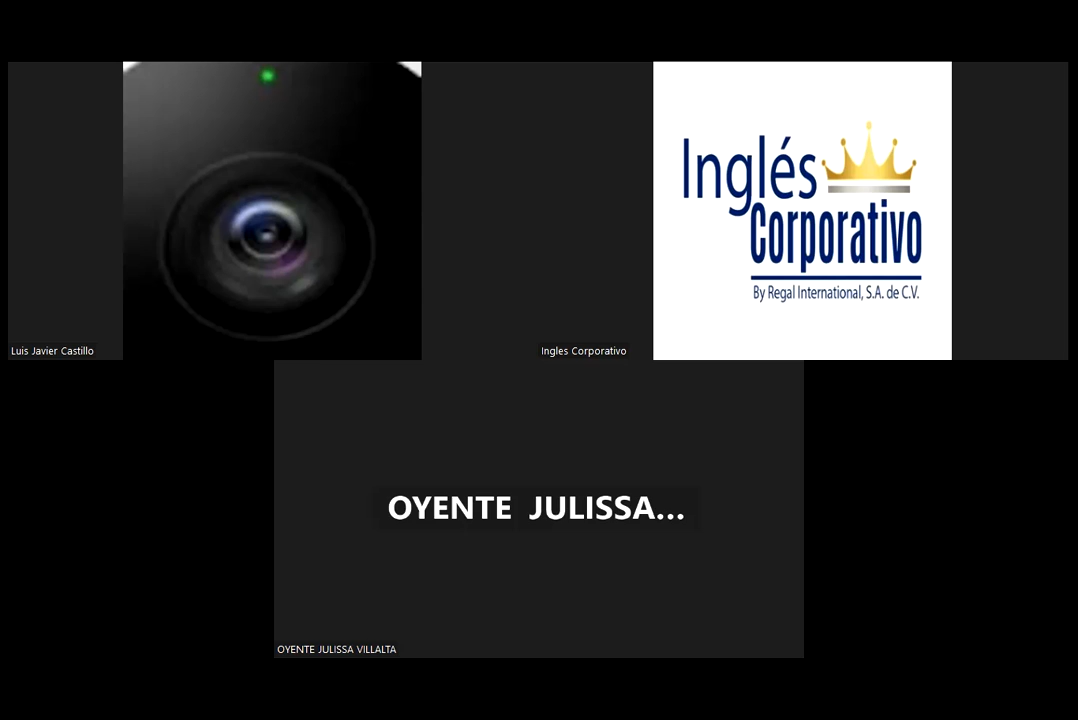 Inglés
Corporativo
By Regal International, S.A. de C.V.
Luis Javier Castillo
Ingles Corporativo
OYENTE JULISSA...
OYENTE JULISSA VILLALTA